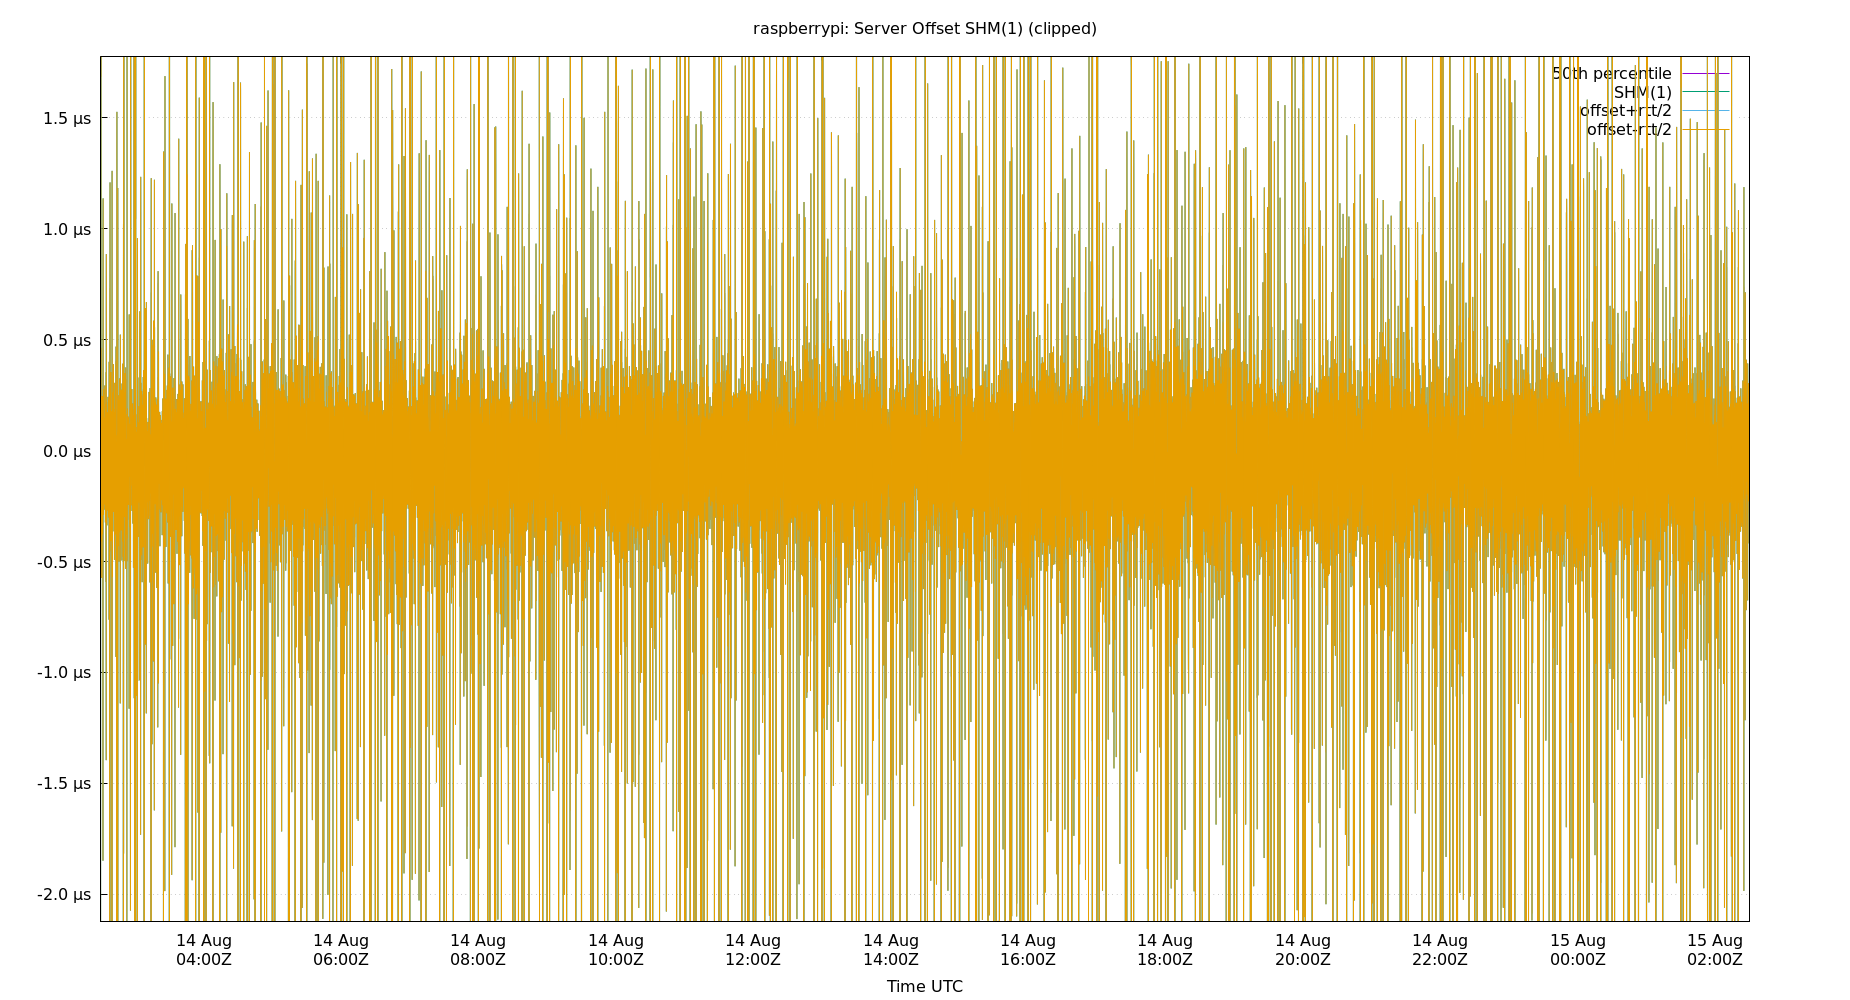 raspberrypi: Server Offset SHM(1) (clipped)
50th percentile
SHM(1)
offset+rtt/2
offset-rtt/2
1.5 µs
1.0 µs
0.5 µs
0.0 µs
-0.5 µs
-1.0 µs
-1.5 µs
-2.0 µs
14 Aug 14 Aug 14 Aug 14 Aug 14 Aug 14 Aug 14 Aug 14 Aug 14 Aug 14 Aug 15 Aug 15 Aug
04:00Z 06:00Z 08:00Z 10:00Z 12:00Z 14:00Z 16:00Z 18:00Z 20:00Z 22:00Z 00:00Z 02:00Z
Time UTC